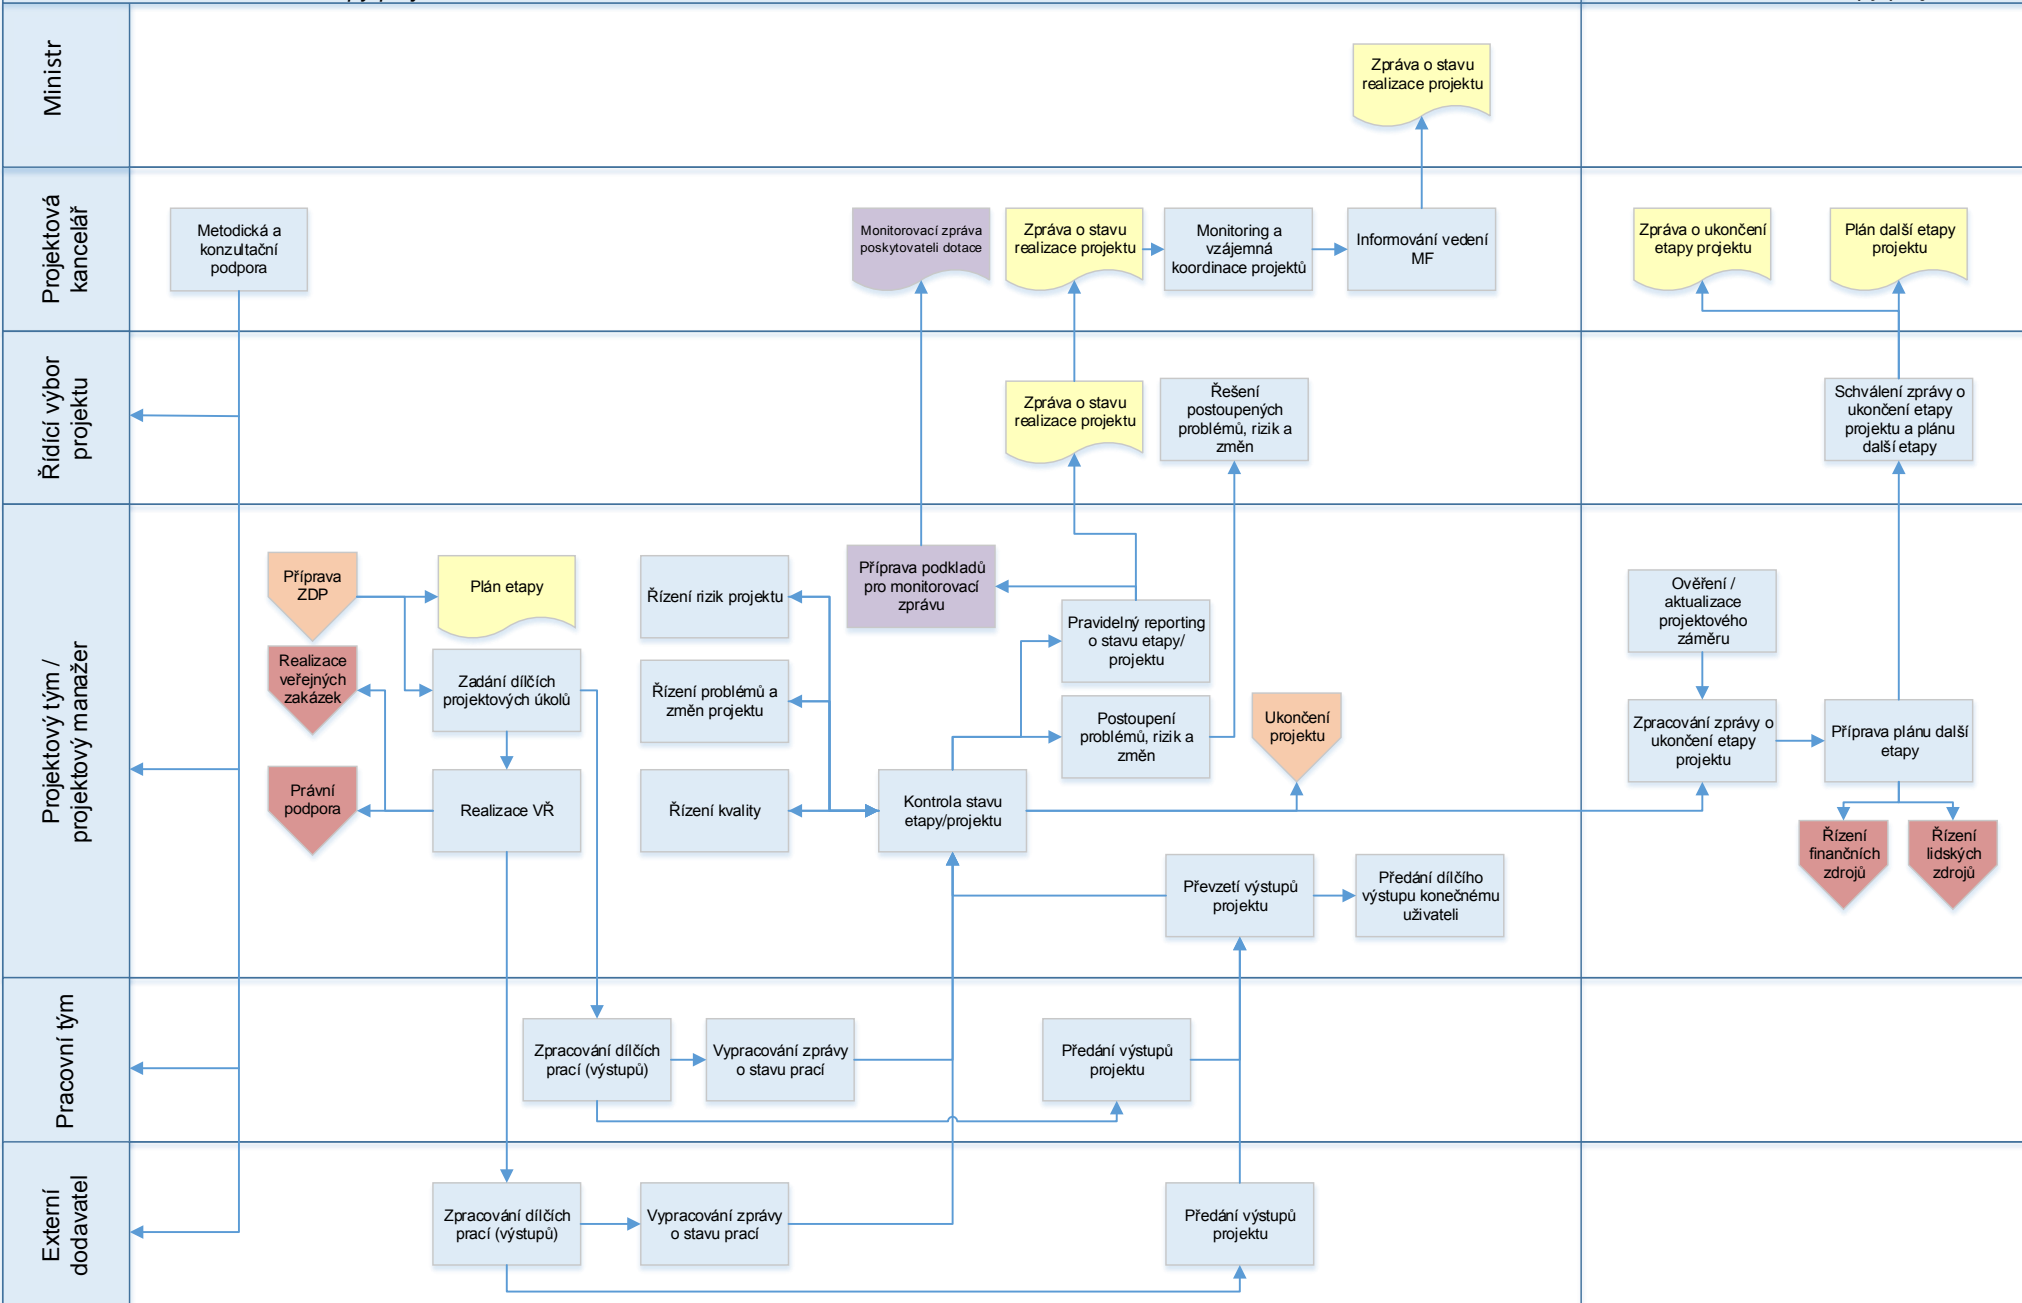 Ministr
Zpráva o stavu
realizace projektu
Projektová
kancelář
Metodická a
konzultační
podpora
Monitorovací zpráva
poskytovateli dotace
Zpráva o stavu
realizace projektu
Monitoring a
vzájemná
koordinace projektů
Informování vedení
MF
Zpráva o ukončení
etapy projektu
Plán další etapy
projektu
Řídící výbor
projektu
Zpráva o stavu
realizace projektu
Řešení
postoupených
problémů, rizik a
změn
Schválení zprávy o
ukončení etapy
projektu a plánu
další etapy
Projektový tým /
projektový manažer
Příprava
ZDP
Plán etapy
Realizace
veřejných
zakázek
Zadání dílčích
projektových úkolů
Právní
podpora
Realizace VŘ
Řízení rizik projektu
Řízení problémů a
změn projektu
Řízení kvality
Příprava podkladů
pro monitorovací
zprávu
Pravidelný reporting
o stavu etapy/
projektu
Postoupení
problémů, rizik a
změn
Kontrola stavu
etapy/projektu
Ukončení
projektu
Převzetí výstupů
projektu
Předání dílčího
výstupu konečnému
uživateli
Ověření /
aktualizace
projektového
záměru
Zpracování zprávy o
ukončení etapy
projektu
Příprava plánu další
etapy
Řízení
finančních
zdrojů
Řízení
lidských
zdrojů
Pracovní tým
Zpracování dílčích
prací (výstupů)
Vypracování zprávy
o stavu prací
Předání výstupů
projektu
Externí
dodavatel
Zpracování dílčích
prací (výstupů)
Vypracování zprávy
o stavu prací
Předání výstupů
projektu